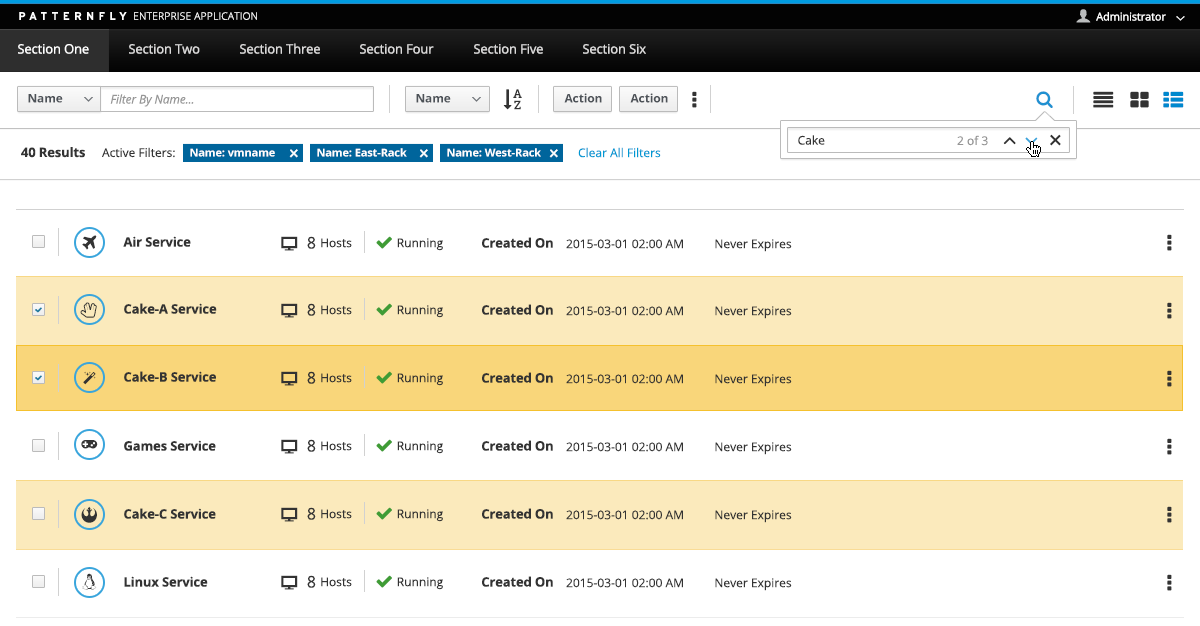 PATTERNFLY ENTERPRISE APPLICATION Administrator
Section One Section Two Section Three Section Four Section Five Section Six
Name Filter By Name... Name A Z Action Action
Cake 2 of 3
40 Results Active Filters: Name: vmname Name: East-Rack Name: West-Rack Clear All Filters
Air Service 8 Hosts Running Created On 2015-03-01 02:00 AM Never Expires
Cake-A Service 8 Hosts Running Created On 2015-03-01 02:00 AM Never Expires
Cake-B Service 8 Hosts Running Created On 2015-03-01 02:00 AM Never Expires
Games Service 8 Hosts Running Created On 2015-03-01 02:00 AM Never Expires
Cake-C Service 8 Hosts Running Created On 2015-03-01 02:00 AM Never Expires
Linux Service 8 Hosts Running Created On 2015-03-01 02:00 AM Never Expires